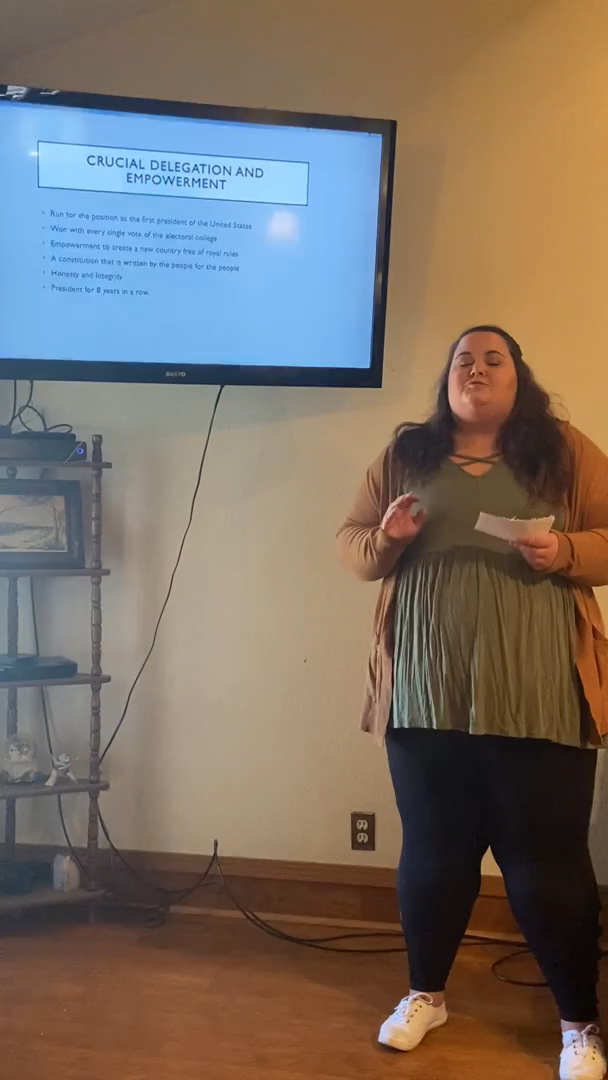 CRUCIAL DELEGATION AND
EMPOWERMENT
• Run for the position as the first president of the United States
• Won with every single vote of the electoral college
• Empowerment to create a new country free of royal rules
• A constitution that is written by the people for the people
• Honesty and Integrity
• President for 8 years in a row.
SANYO